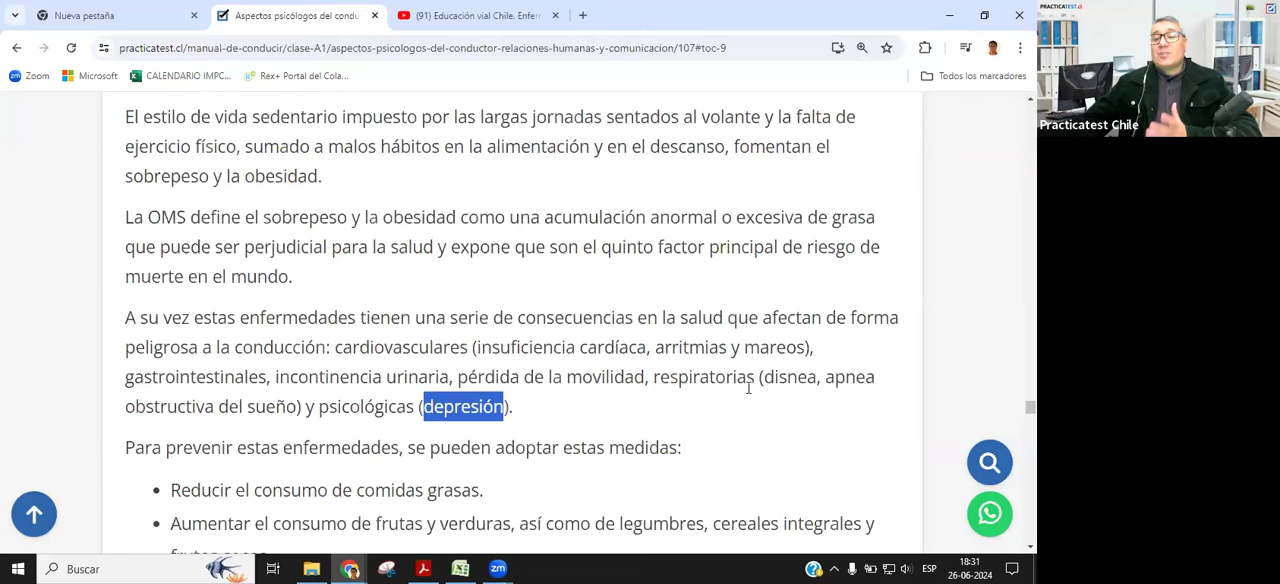 Nueva pestaña
Aspectos psicologos del
(91) Educación vial Chile Enfer
practicatest.cl/manual-de-conducir/clase-A1/aspectos-psicologos-del-conductor-relaciones-humanas-y-comunicacion/107#toc-9
Zoom
Microsoft
CALENDARIO IMPC...
Rex+ Portal del Cola...
Todos los marcadores
PRACTICATEST.cl
Practicatest Chile
El estilo de vida sedentario impuesto por las largas jornadas sentados al volante y la falta de
ejercicio físico, sumado a malos hábitos en la alimentación y en el descanso, fomentan el
sobrepeso y la obesidad.
La OMS define el sobrepeso y la obesidad como una acumulación anormal o excesiva de grasa
que puede ser perjudicial para la salud y expone que son el quinto factor principal de riesgo de
muerte en el mundo.
A su vez estas enfermedades tienen una serie de consecuencias en la salud que afectan de forma
peligrosa a la conducción: cardiovasculares (insuficiencia cardíaca, arritmias y mareos),
gastrointestinales, incontinencia urinaria, pérdida de la movilidad, respiratorias (disnea, apnea
obstructiva del sueño) y psicológicas (depresión).
Para prevenir estas enfermedades, se pueden adoptar estas medidas:
• Reducir el consumo de comidas grasas.
• Aumentar el consumo de frutas y verduras, así como de legumbres, cereales integrales y
Buscar
ESP
18:31
26-06-2024